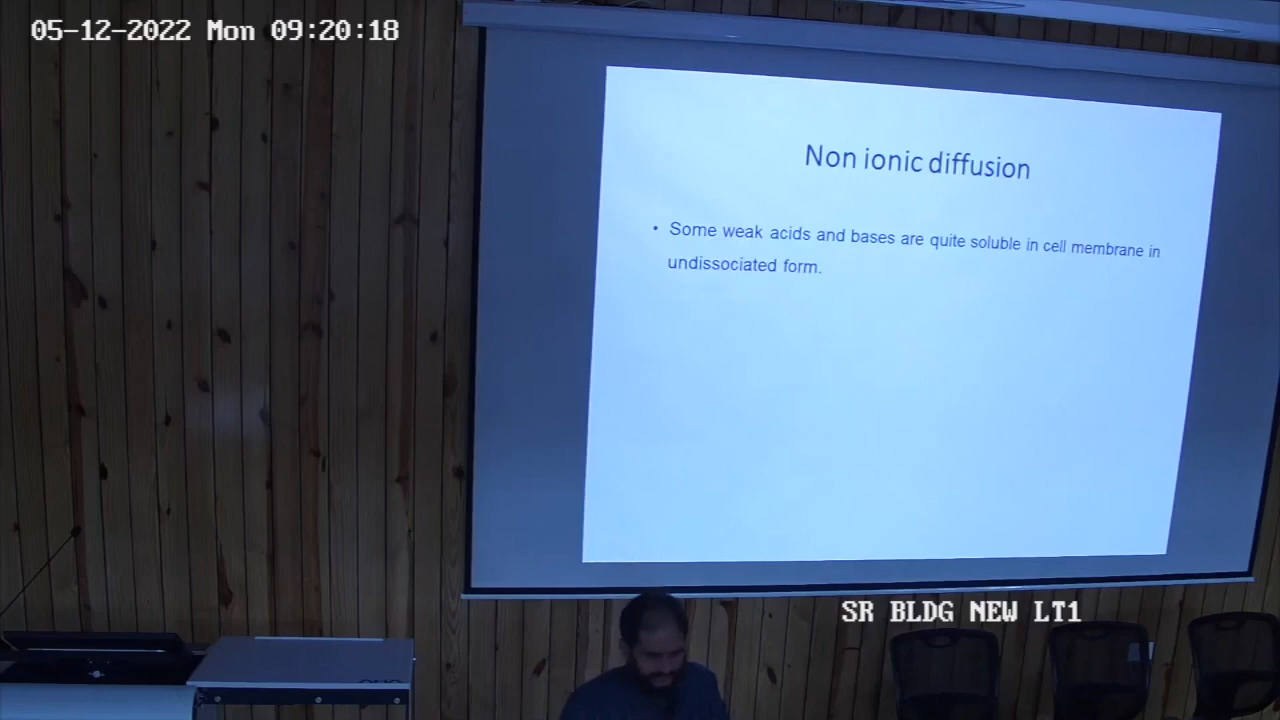 05-12-2022 Mon 09:20:18
Non ionic diffusion
• Some weak acids and bases are quite soluble in cell membrane in
undissociated form.
SR BLDG NEW LT1